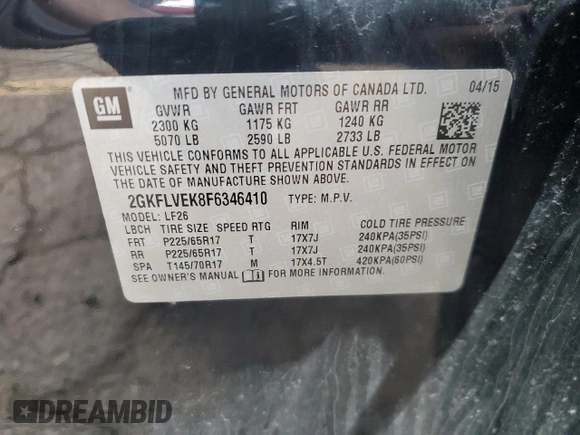 GM
MFD BY GENERAL MOTORS OF CANADA LTD. 04/15
GVWR GAWR FRT GAWR RR
2300 KG 1175 KG 1240 KG
5070 LB 2590 LB 2733 LB
THIS VEHICLE CONFORMS TO ALL APPLICABLE U.S. FEDERAL MOTOR
VEHICLE SAFETY AND THEFT PREVENTION STANDARDS IN EFFECT ON
THE DATE OF MANUFACTURE SHOWN ABOVE.
2GKFLVEK8F6346410 TYPE: M.P.V.
MODEL: LF26
LBCH TIRE SIZE SPEED RTG RIM COLD TIRE PRESSURE
FRT P225/65R17 T 17X7J 240KPA(35PSI)
RR P225/65R17 T 17X7J 240KPA(35PSI)
SPA T145/70R17 M 17X4.5T 420KPA(60PSI)
SEE OWNER'S MANUAL FOR MORE INFORMATION.
DREAMBID